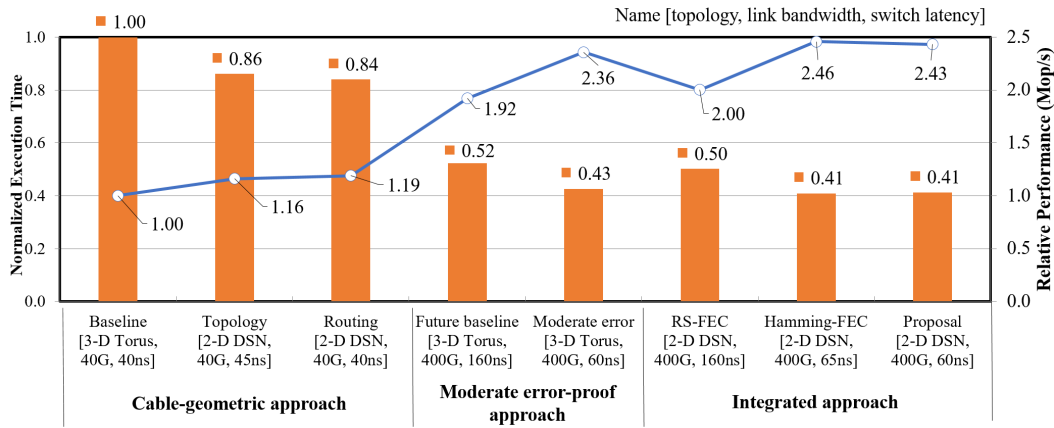 Name [topology, link bandwidth, switch latency]
Normalized Execution Time
1.0
0.8
0.6
0.4
0.2
0.0
1.00
0.86
0.84
0.52
0.43
0.50
0.41
0.41
1.00
1.16
1.19
1.92
2.36
2.00
2.46
2.43
2.5
2.0
1.5
1.0
0.5
0.0
Relative Performance (Mop/s)
Baseline
[3-D Torus,
40G, 40ns]
Topology
[2-D DSN,
40G, 45ns]
Routing
[2-D DSN,
40G, 40ns]
Future baseline
[3-D Torus,
400G, 160ns]
Moderate error
[3-D Torus,
400G, 60ns]
RS-FEC
[2-D DSN,
400G, 160ns]
Hamming-FEC
[2-D DSN,
400G, 65ns]
Proposal
[2-D DSN,
400G, 60ns]
Cable-geometric approach
Moderate error-proof
approach
Integrated approach